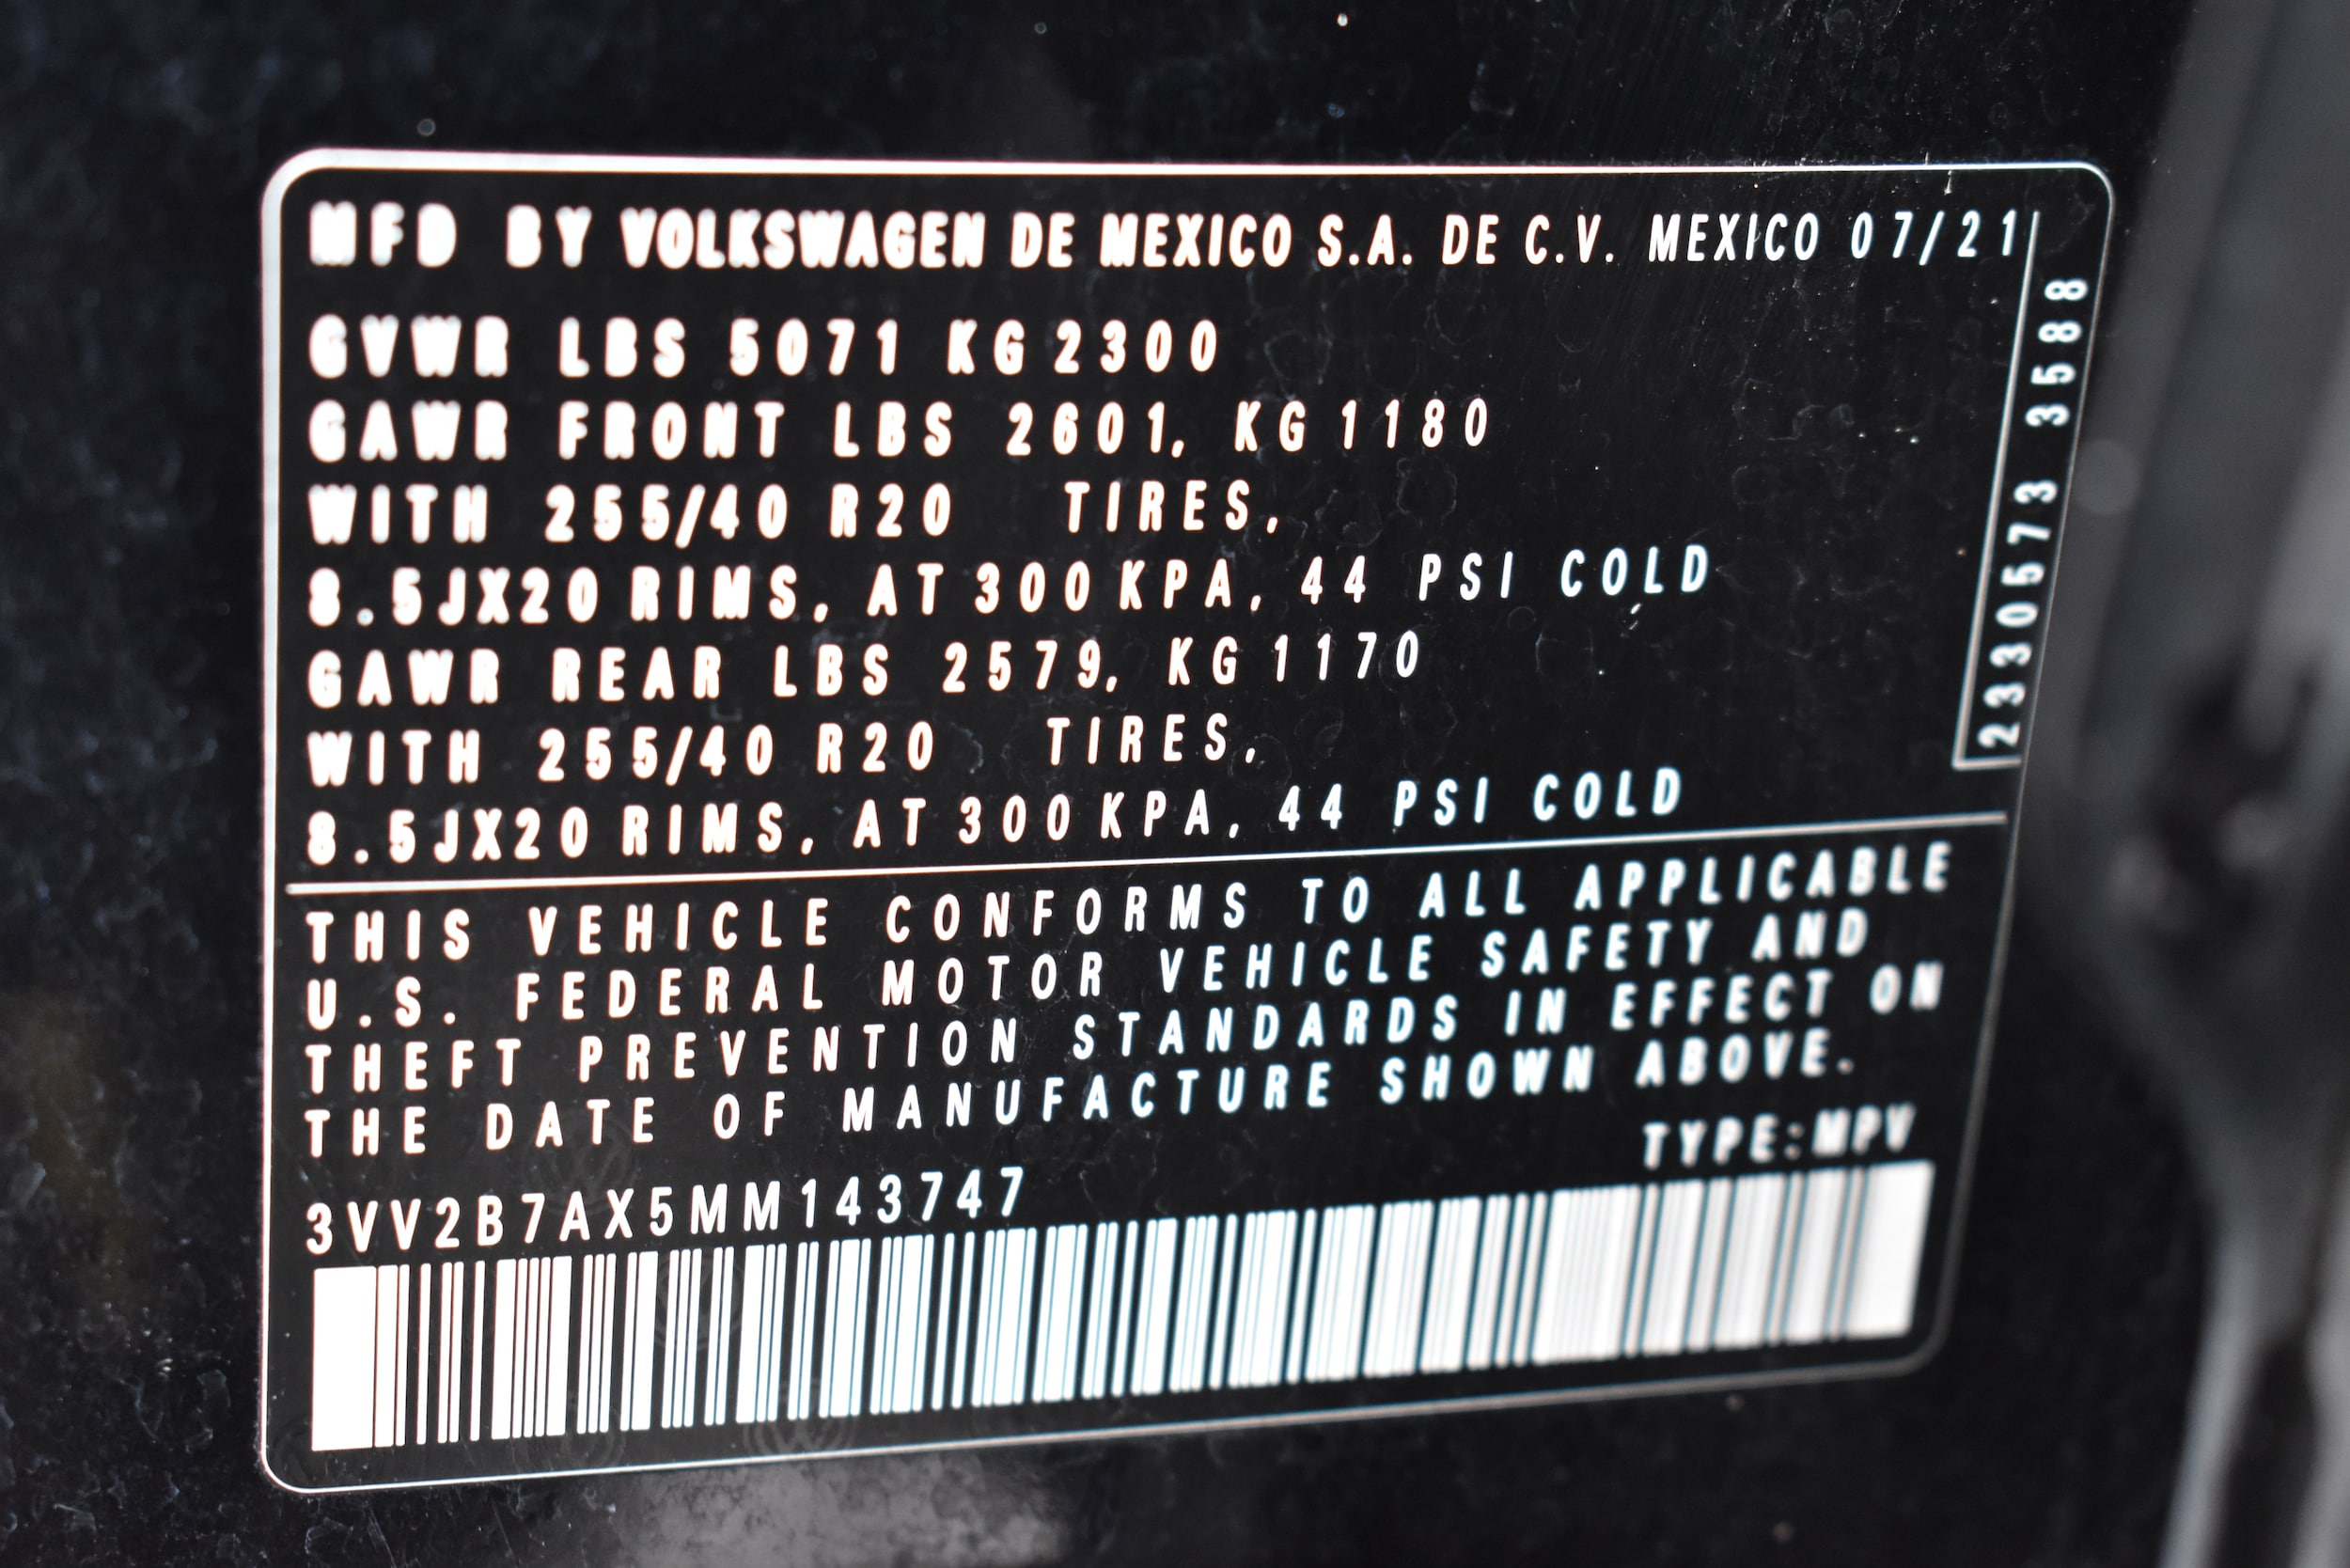 MFD BY VOLKSWAGEN DE MEXICO S.A. DE C.V. MEXICO 07/21
GVWR LBS 5071 KG 2300
GAWR FRONT LBS 2601, KG 1180
WITH 255/40 R20 TIRES,
8.5JX20 RIMS, AT 300 KPA, 44 PSI COLD
GAWR REAR LBS 2579, KG 1170
WITH 255/40 R20 TIRES,
8.5JX20 RIMS, AT 300 KPA, 44 PSI COLD
2330573 3588
THIS VEHICLE CONFORMS TO ALL APPLICABLE
U.S. FEDERAL MOTOR VEHICLE SAFETY AND
THEFT PREVENTION STANDARDS IN EFFECT ON
THE DATE OF MANUFACTURE SHOWN ABOVE.
TYPE:MPV
3VV2B7AX5MM143747